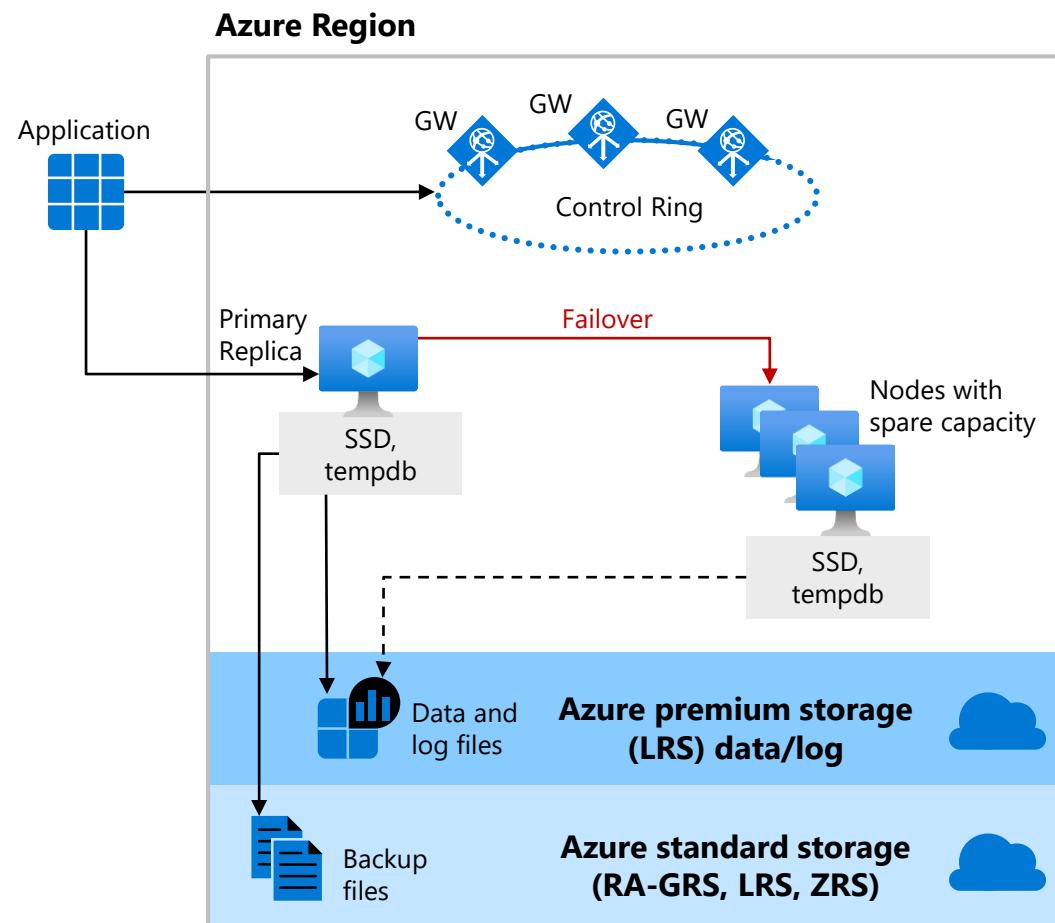 Azure Region
Application
GW
GW
GW
Control Ring
Primary
Replica
Failover
Nodes with
spare capacity
SSD,
tempdb
SSD,
tempdb
Data and
log files
Azure premium storage
(LRS) data/log
Backup
files
Azure standard storage
(RA-GRS, LRS, ZRS)